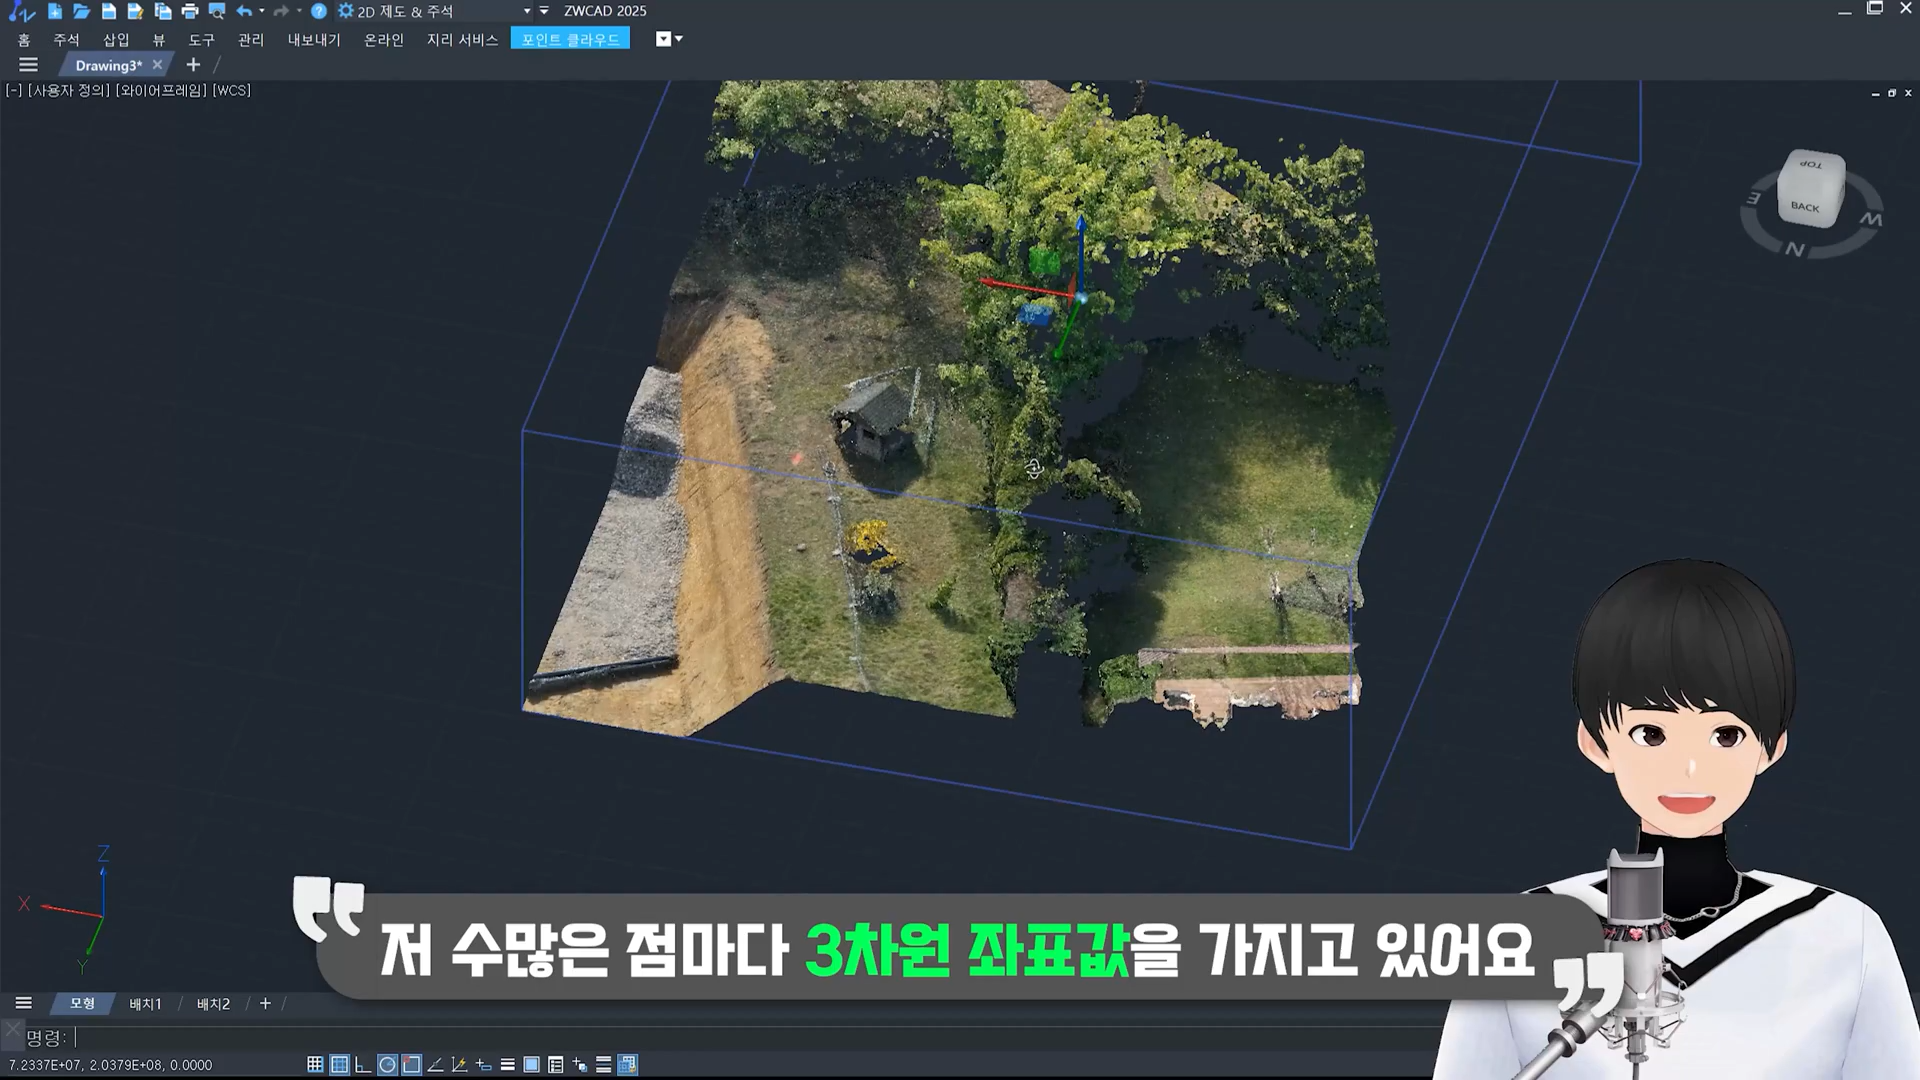 2D 제도 & 주석
ZWCAD 2025
홈 주석 삽입 뷰 도구 관리 내보내기 온라인 지리 서비스 포인트 클라우드
Drawing3*
[-] [사용자 정의] [와이어프레임] [WCS]
TOP
BACK
E
W
N
Z
X
Y
저 수많은 점마다 3차원 좌표값을 가지고 있어요
모형 배치1 배치2
명령:
7.2337E+07, 2.0379E+08, 0.0000